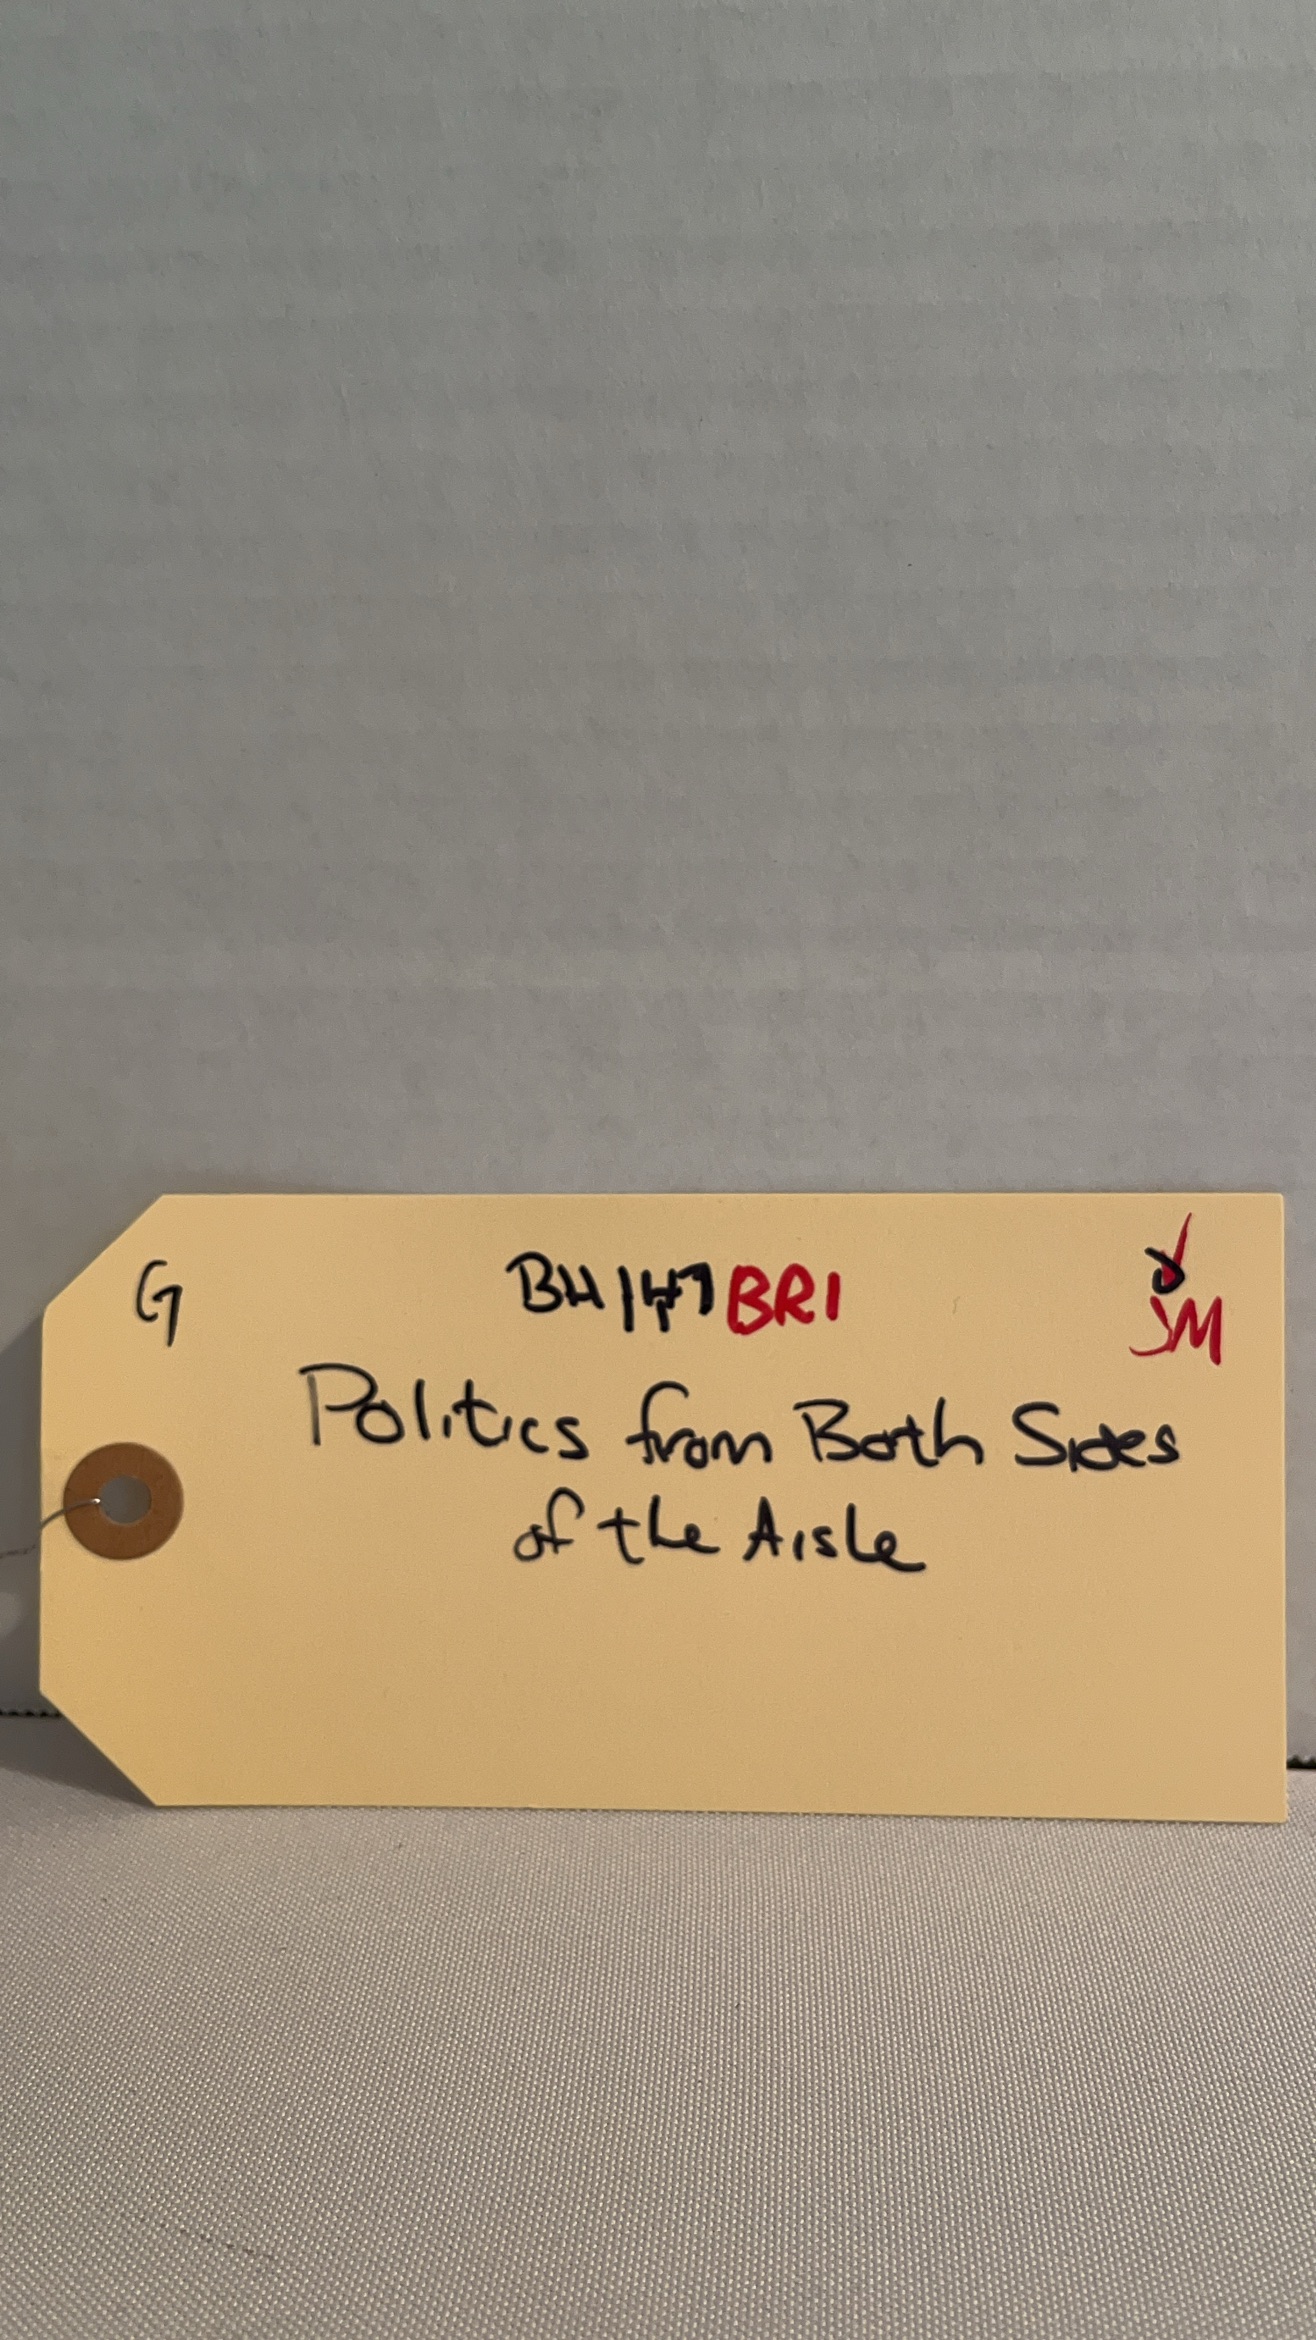 G BH147BR1 JM
Politics from Both Sides
of the Aisle